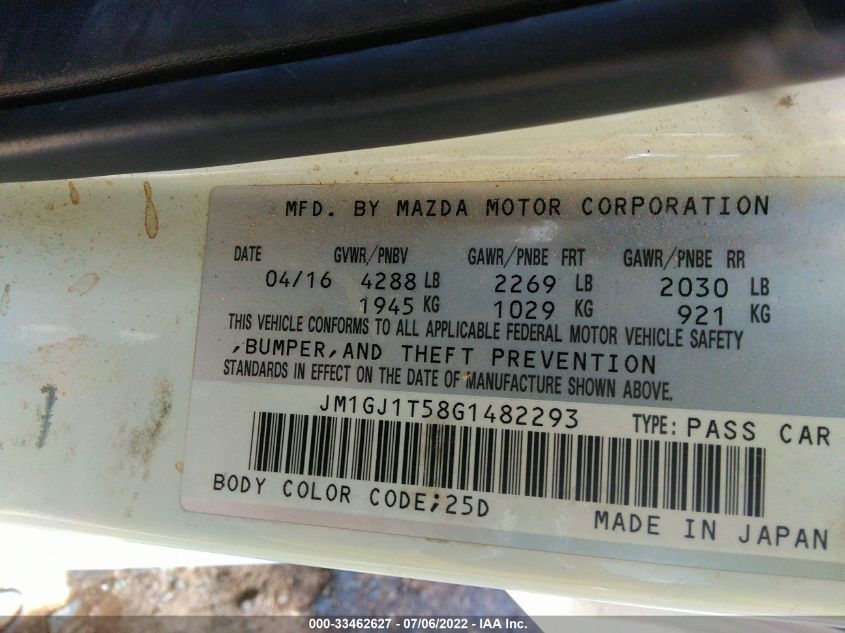 MFD. BY MAZDA MOTOR CORPORATION
DATE GVWR/PNBV GAWR/PNBE FRT GAWR/PNBE RR
04/16 4288 LB 2269 LB 2030 LB
1945 KG 1029 KG 921 KG
THIS VEHICLE CONFORMS TO ALL APPLICABLE FEDERAL MOTOR VEHICLE SAFETY
,BUMPER,AND THEFT PREVENTION
STANDARDS IN EFFECT ON THE DATE OF MANUFACTURE SHOWN ABOVE.
JM1GJ1T58G1482293 TYPE: PASS CAR
BODY COLOR CODE;25D
MADE IN JAPAN
000-33462627 - 07/06/2022 - IAA Inc.